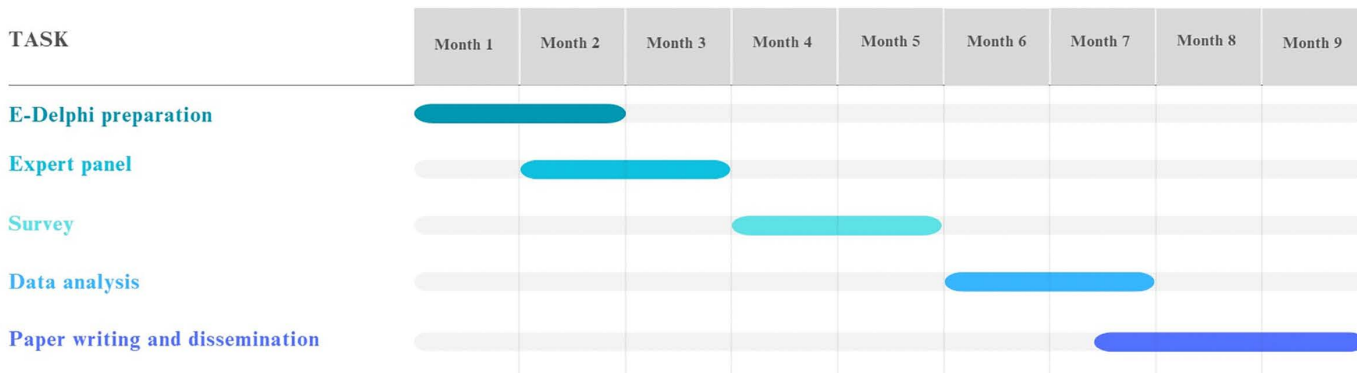 TASK
Month 1
Month 2
Month 3
Month 4
Month 5
Month 6
Month 7
Month 8
Month 9
E-Delphi preparation
Expert panel
Survey
Data analysis
Paper writing and dissemination